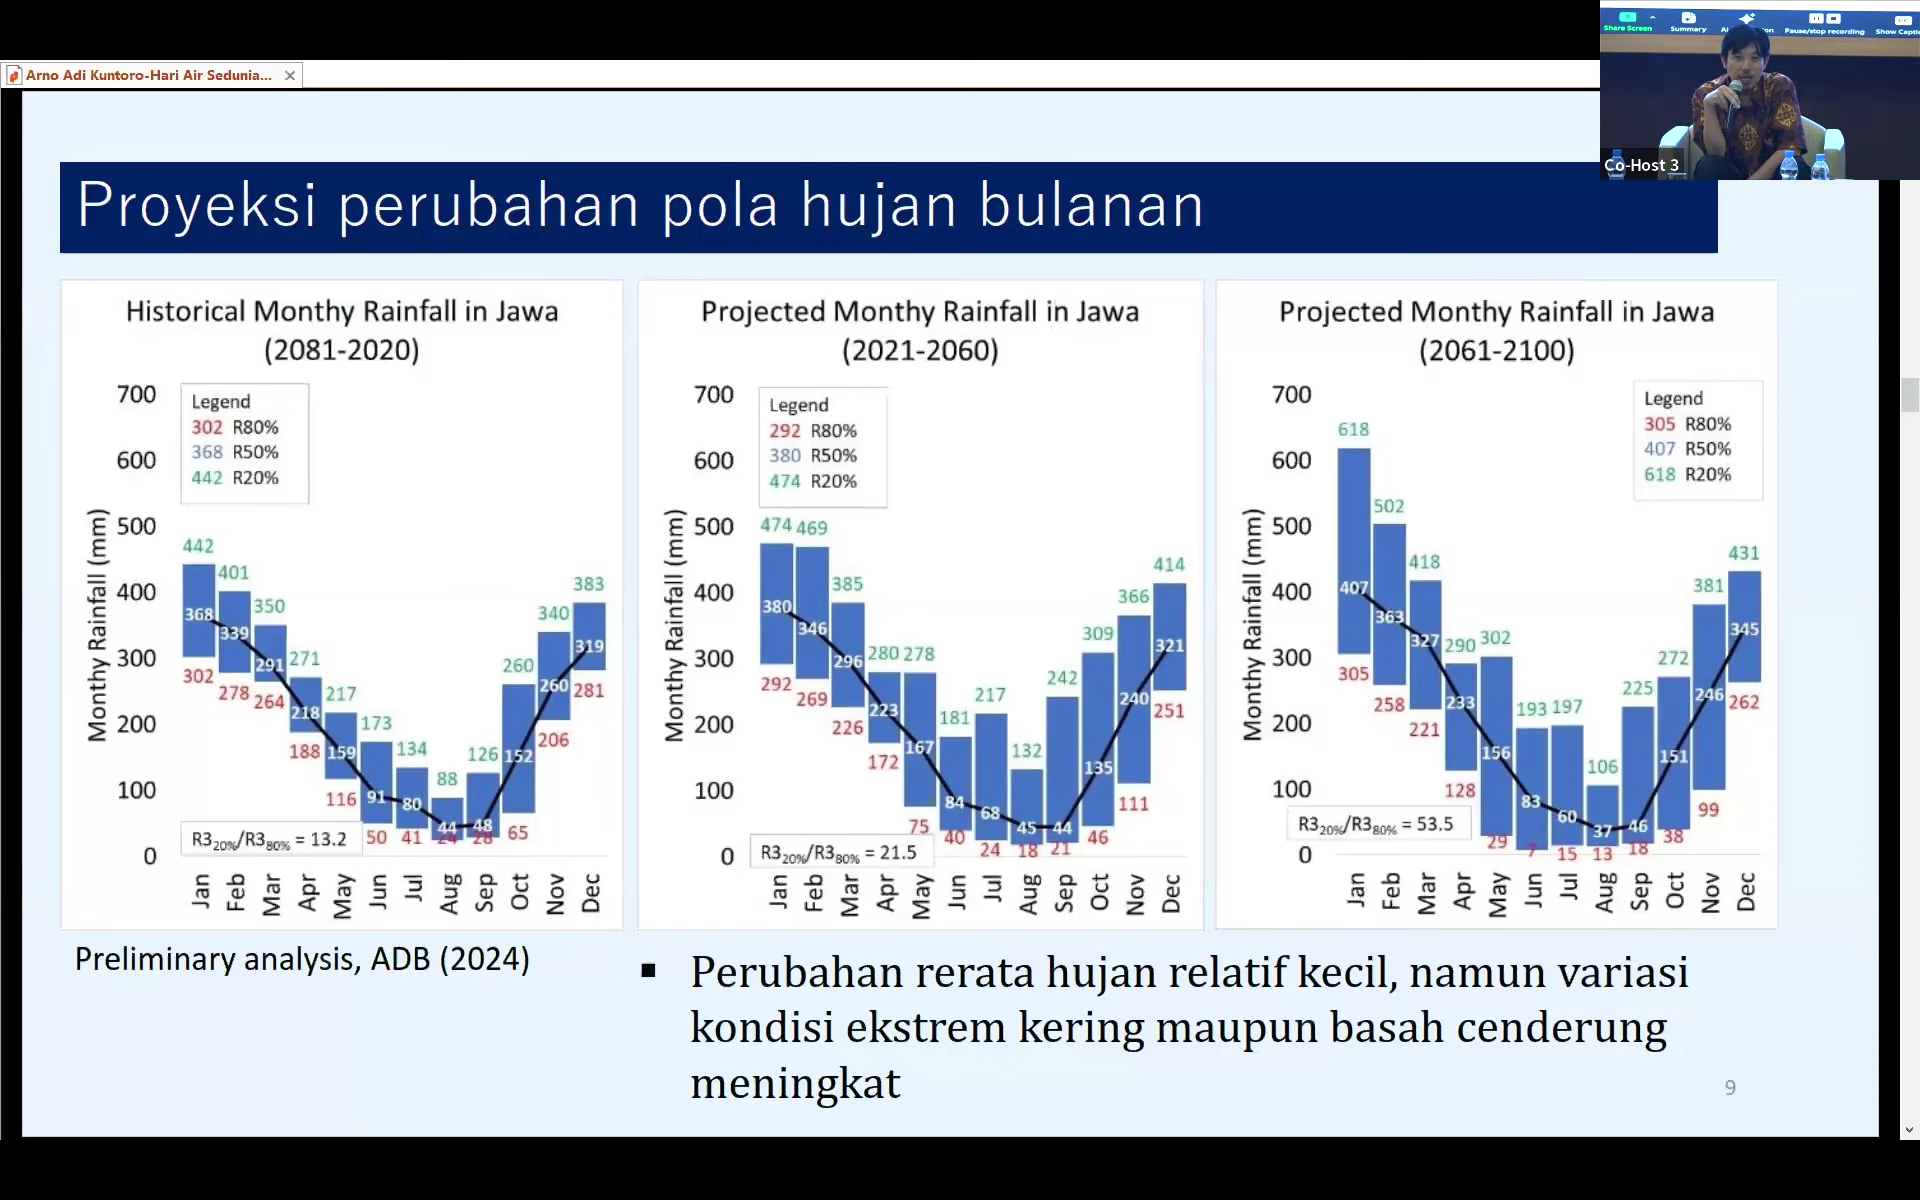 Share Screen
Summary
Pause/stop recording
Arno Adi Kuntoro-Hari Air Sedunia...
Co-Host 3
Proyeksi perubahan pola hujan bulanan
Historical Monthy Rainfall in Jawa
(2081-2020)
Monthy Rainfall (mm)
700
600
500
400
300
200
100
0
Legend
302 R80%
368 R50%
442 R20%
442 401 350 271 217 173 134 88 126 260 340 383
368 339 291 218 159 91 80 44 48 152 260 319
302 278 264 188 116 50 41 24 28 65 206 281
R320%/R380% = 13.2
Jan Feb Mar Apr May Jun Jul Aug Sep Oct Nov Dec
Projected Monthy Rainfall in Jawa
(2021-2060)
Monthy Rainfall (mm)
700
600
500
400
300
200
100
0
Legend
292 R80%
380 R50%
474 R20%
474 469 385 280 278 181 217 132 242 309 366 414
380 346 296 223 167 84 68 45 44 135 240 321
292 269 226 172 75 40 24 18 21 46 111 251
R320%/R380% = 21.5
Jan Feb Mar Apr May Jun Jul Aug Sep Oct Nov Dec
Projected Monthy Rainfall in Jawa
(2061-2100)
Monthy Rainfall (mm)
700
600
500
400
300
200
100
0
Legend
305 R80%
407 R50%
618 R20%
618 502 418 290 302 193 197 106 225 272 381 431
407 363 327 233 156 83 60 37 46 151 246 345
305 258 221 128 29 7 15 13 18 38 99 262
R320%/R380% = 53.5
Jan Feb Mar Apr May Jun Jul Aug Sep Oct Nov Dec
Preliminary analysis, ADB (2024)
▪ Perubahan rerata hujan relatif kecil, namun variasi
kondisi ekstrem kering maupun basah cenderung
meningkat
9